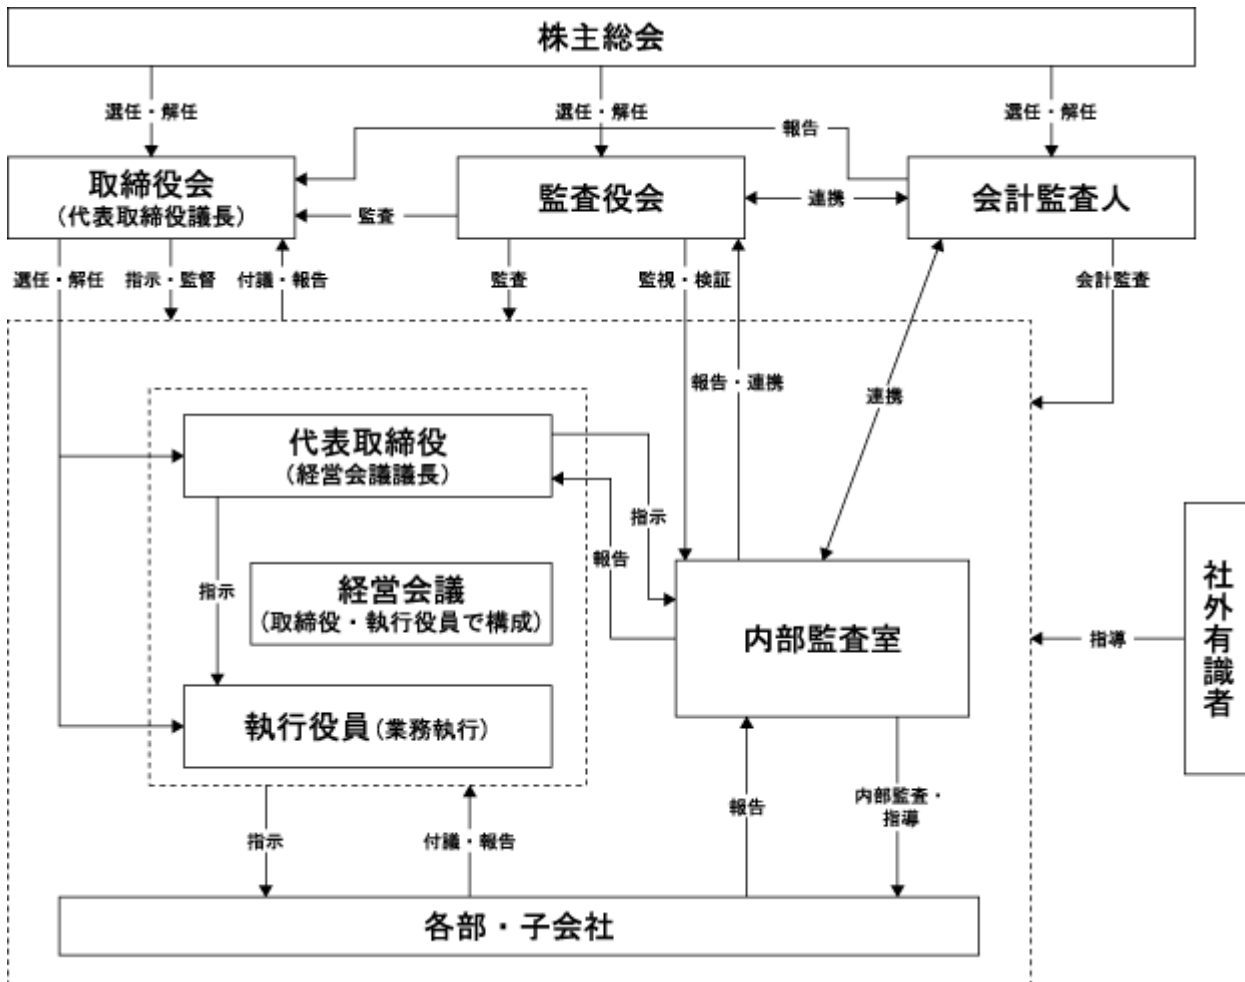 株主総会
選任・解任
選任・解任
選任・解任
報告
取締役会
(代表取締役議長)
監査役会
会計監査人
監査
連携
選任・解任
指示・監督
付議・報告
監査
監視・検証
会計監査
報告・連携
連携
代表取締役
(経営会議議長)
指示
報告
指示
経営会議
(取締役・執行役員で構成)
内部監査室
指導
社外有識者
執行役員(業務執行)
指示
付議・報告
報告
内部監査・
指導
各部・子会社